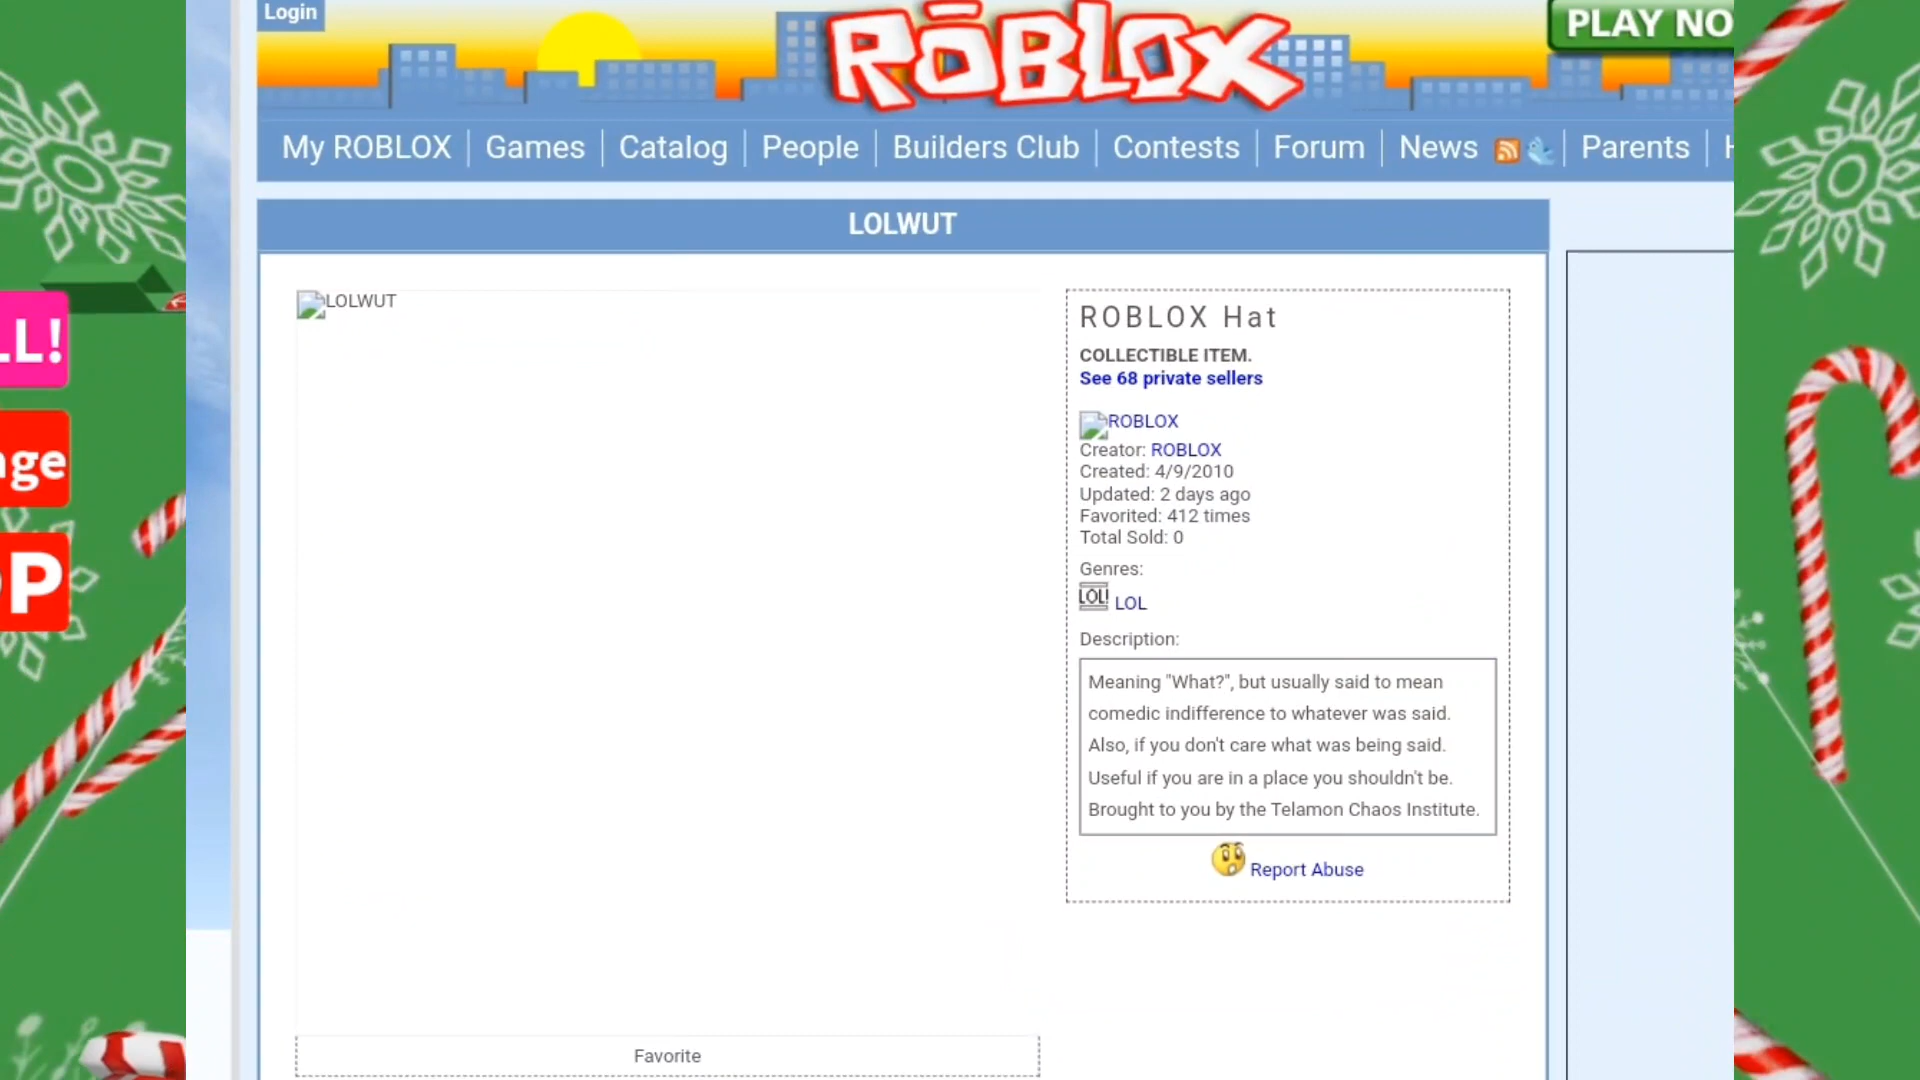 Login
RŌBLOX
PLAY NO
My ROBLOX | Games | Catalog | People | Builders Club | Contests | Forum | News | Parents | H
LOLWUT
LOLWUT
LL!
nge
OP
ROBLOX Hat
COLLECTIBLE ITEM.
See 68 private sellers
ROBLOX
Creator: ROBLOX
Created: 4/9/2010
Updated: 2 days ago
Favorited: 412 times
Total Sold: 0
Genres:
LOL! LOL
Description:
Meaning "What?", but usually said to mean
comedic indifference to whatever was said.
Also, if you don't care what was being said.
Useful if you are in a place you shouldn't be.
Brought to you by the Telamon Chaos Institute.
Report Abuse
Favorite